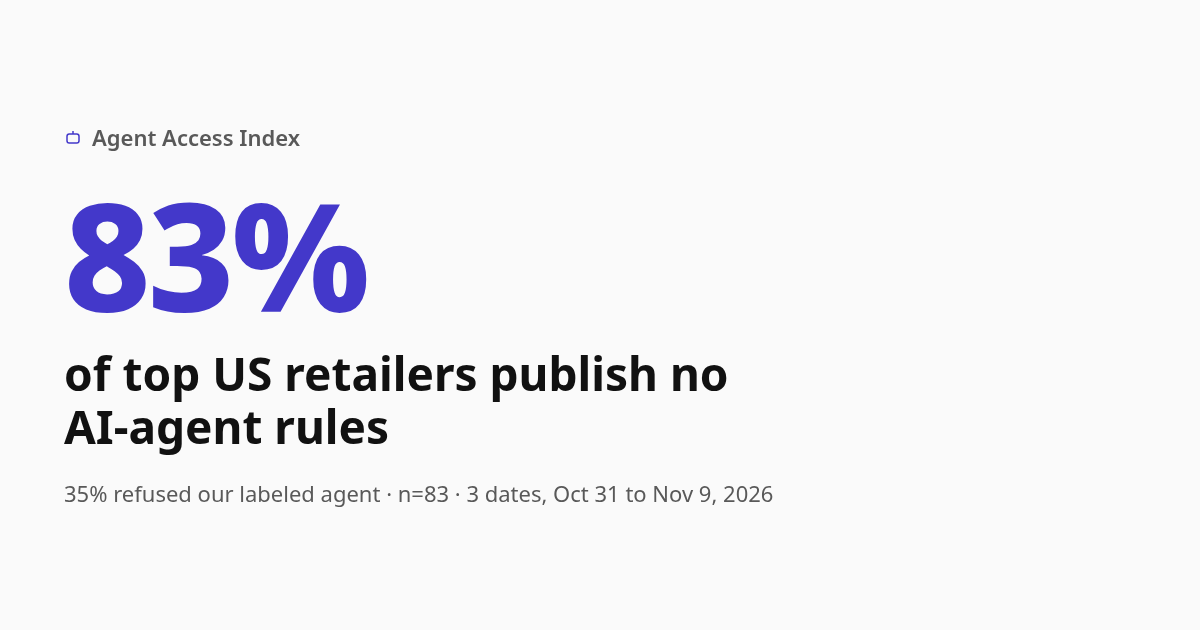 Agent Access Index
83%
of top US retailers publish no
AI-agent rules
35% refused our labeled agent · n=83 · 3 dates, Oct 31 to Nov 9, 2026